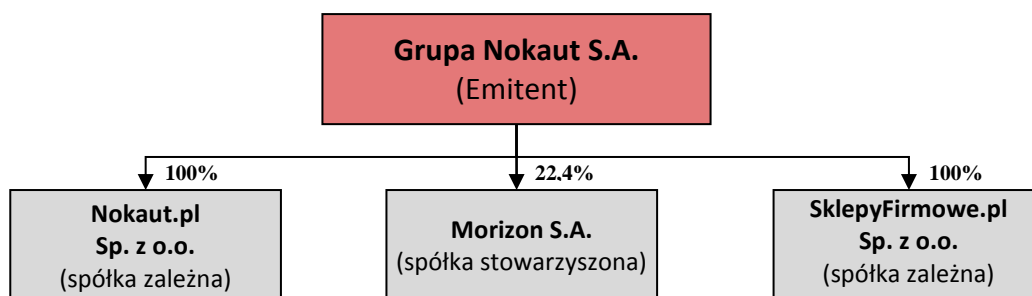 Grupa Nokaut S.A.
(Emitent)
100%
22,4%
100%
Nokaut.pl
Sp. z o.o.
(spółka zależna)
Morizon S.A.
(spółka stowarzyszona)
SklepyFirmowe.pl
Sp. z o.o.
(spółka zależna)